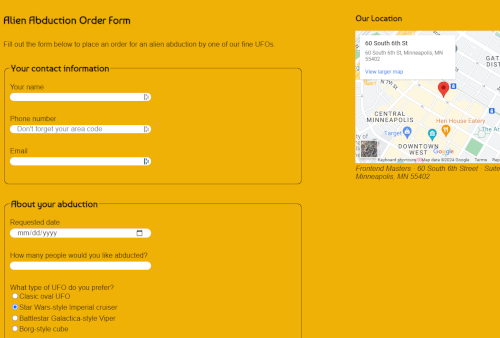 Alien Abduction Order Form
Fill out the form below to place an order for an alien abduction by one of our fine UFOs.
Your contact information
Your name
Phone number
Don't forget your area code
Email
About your abduction
Requested date
mm/dd/yyyy
How many people would you like abducted?
What type of UFO do you prefer?
Clasic oval UFO
Star Wars-style Imperial cruiser
Battlestar Galactica-style Viper
Borg-style cube
Our Location
60 South 6th St
60 South 6th St, Minneapolis, MN
55402
View larger map
GATE
DIST
CENTRAL
MINNEAPOLIS
Hen House Eatery
Target
The Ar
ty of
DOWNTOWN
WEST
Google
Keyboard shortcuts
Map data ©2024 Google
Terms
Rep
Frontend Masters · 60 South 6th Street · Suite
Minneapolis, MN 55402